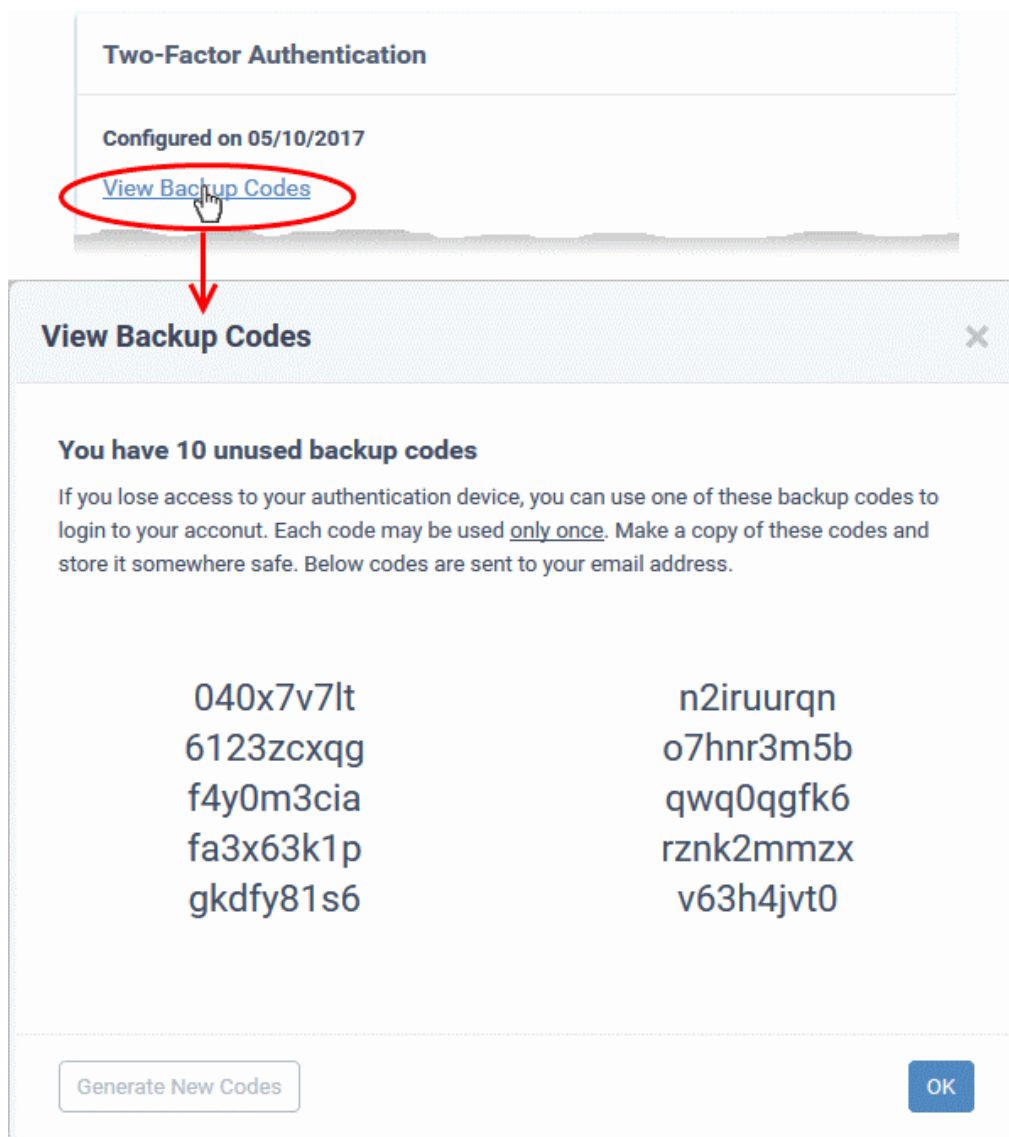 Two-Factor Authentication
Configured on 05/10/2017
View Backup Codes
View Backup Codes
You have 10 unused backup codes
If you lose access to your authentication device, you can use one of these backup codes to
login to your acconut. Each code may be used only once. Make a copy of these codes and
store it somewhere safe. Below codes are sent to your email address.
040x7v7lt
6123zcxqg
f4y0m3cia
fa3x63k1p
gkdfy81s6
n2iruurqn
o7hnr3m5b
qwq0qgfk6
rznk2mmzx
v63h4jvt0
Generate New Codes
OK